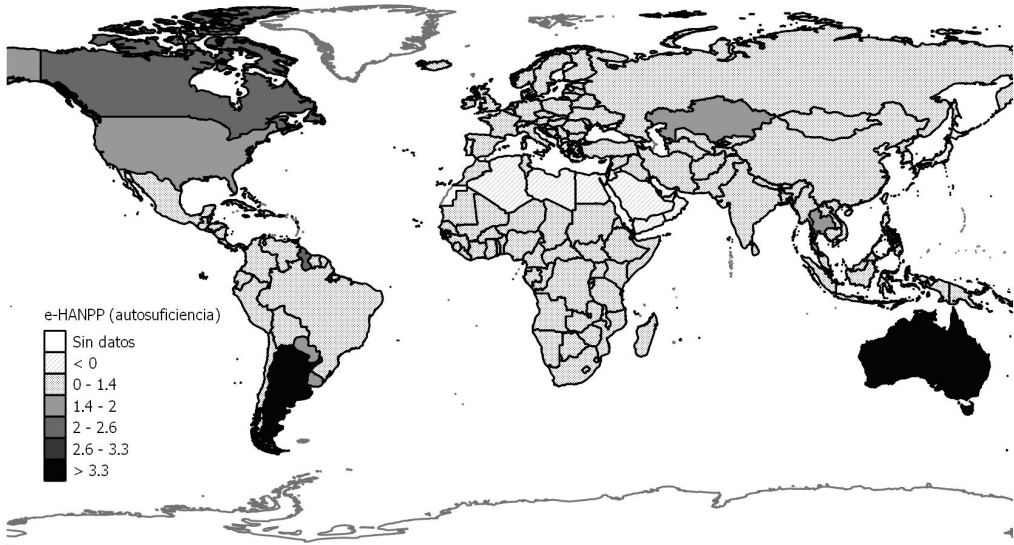 e-HANPP (autosuficiencia)
Sin datos
< 0
0 - 1.4
1.4 - 2
2 - 2.6
2.6 - 3.3
> 3.3